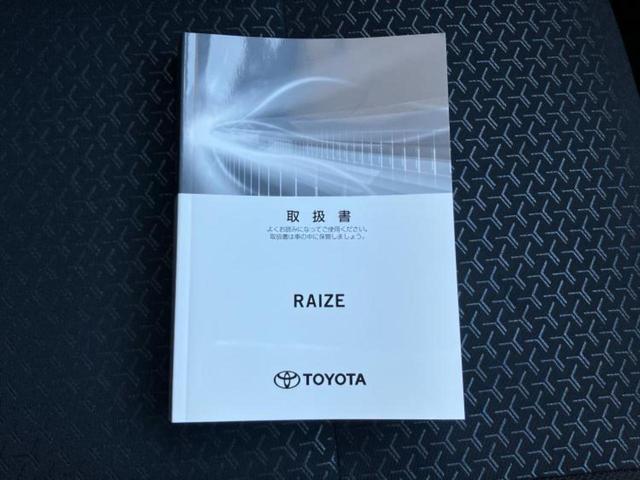 取扱書
よくお読みになってご使用ください。
取扱書は車の中に保管しましょう。
RAIZE
TOYOTA